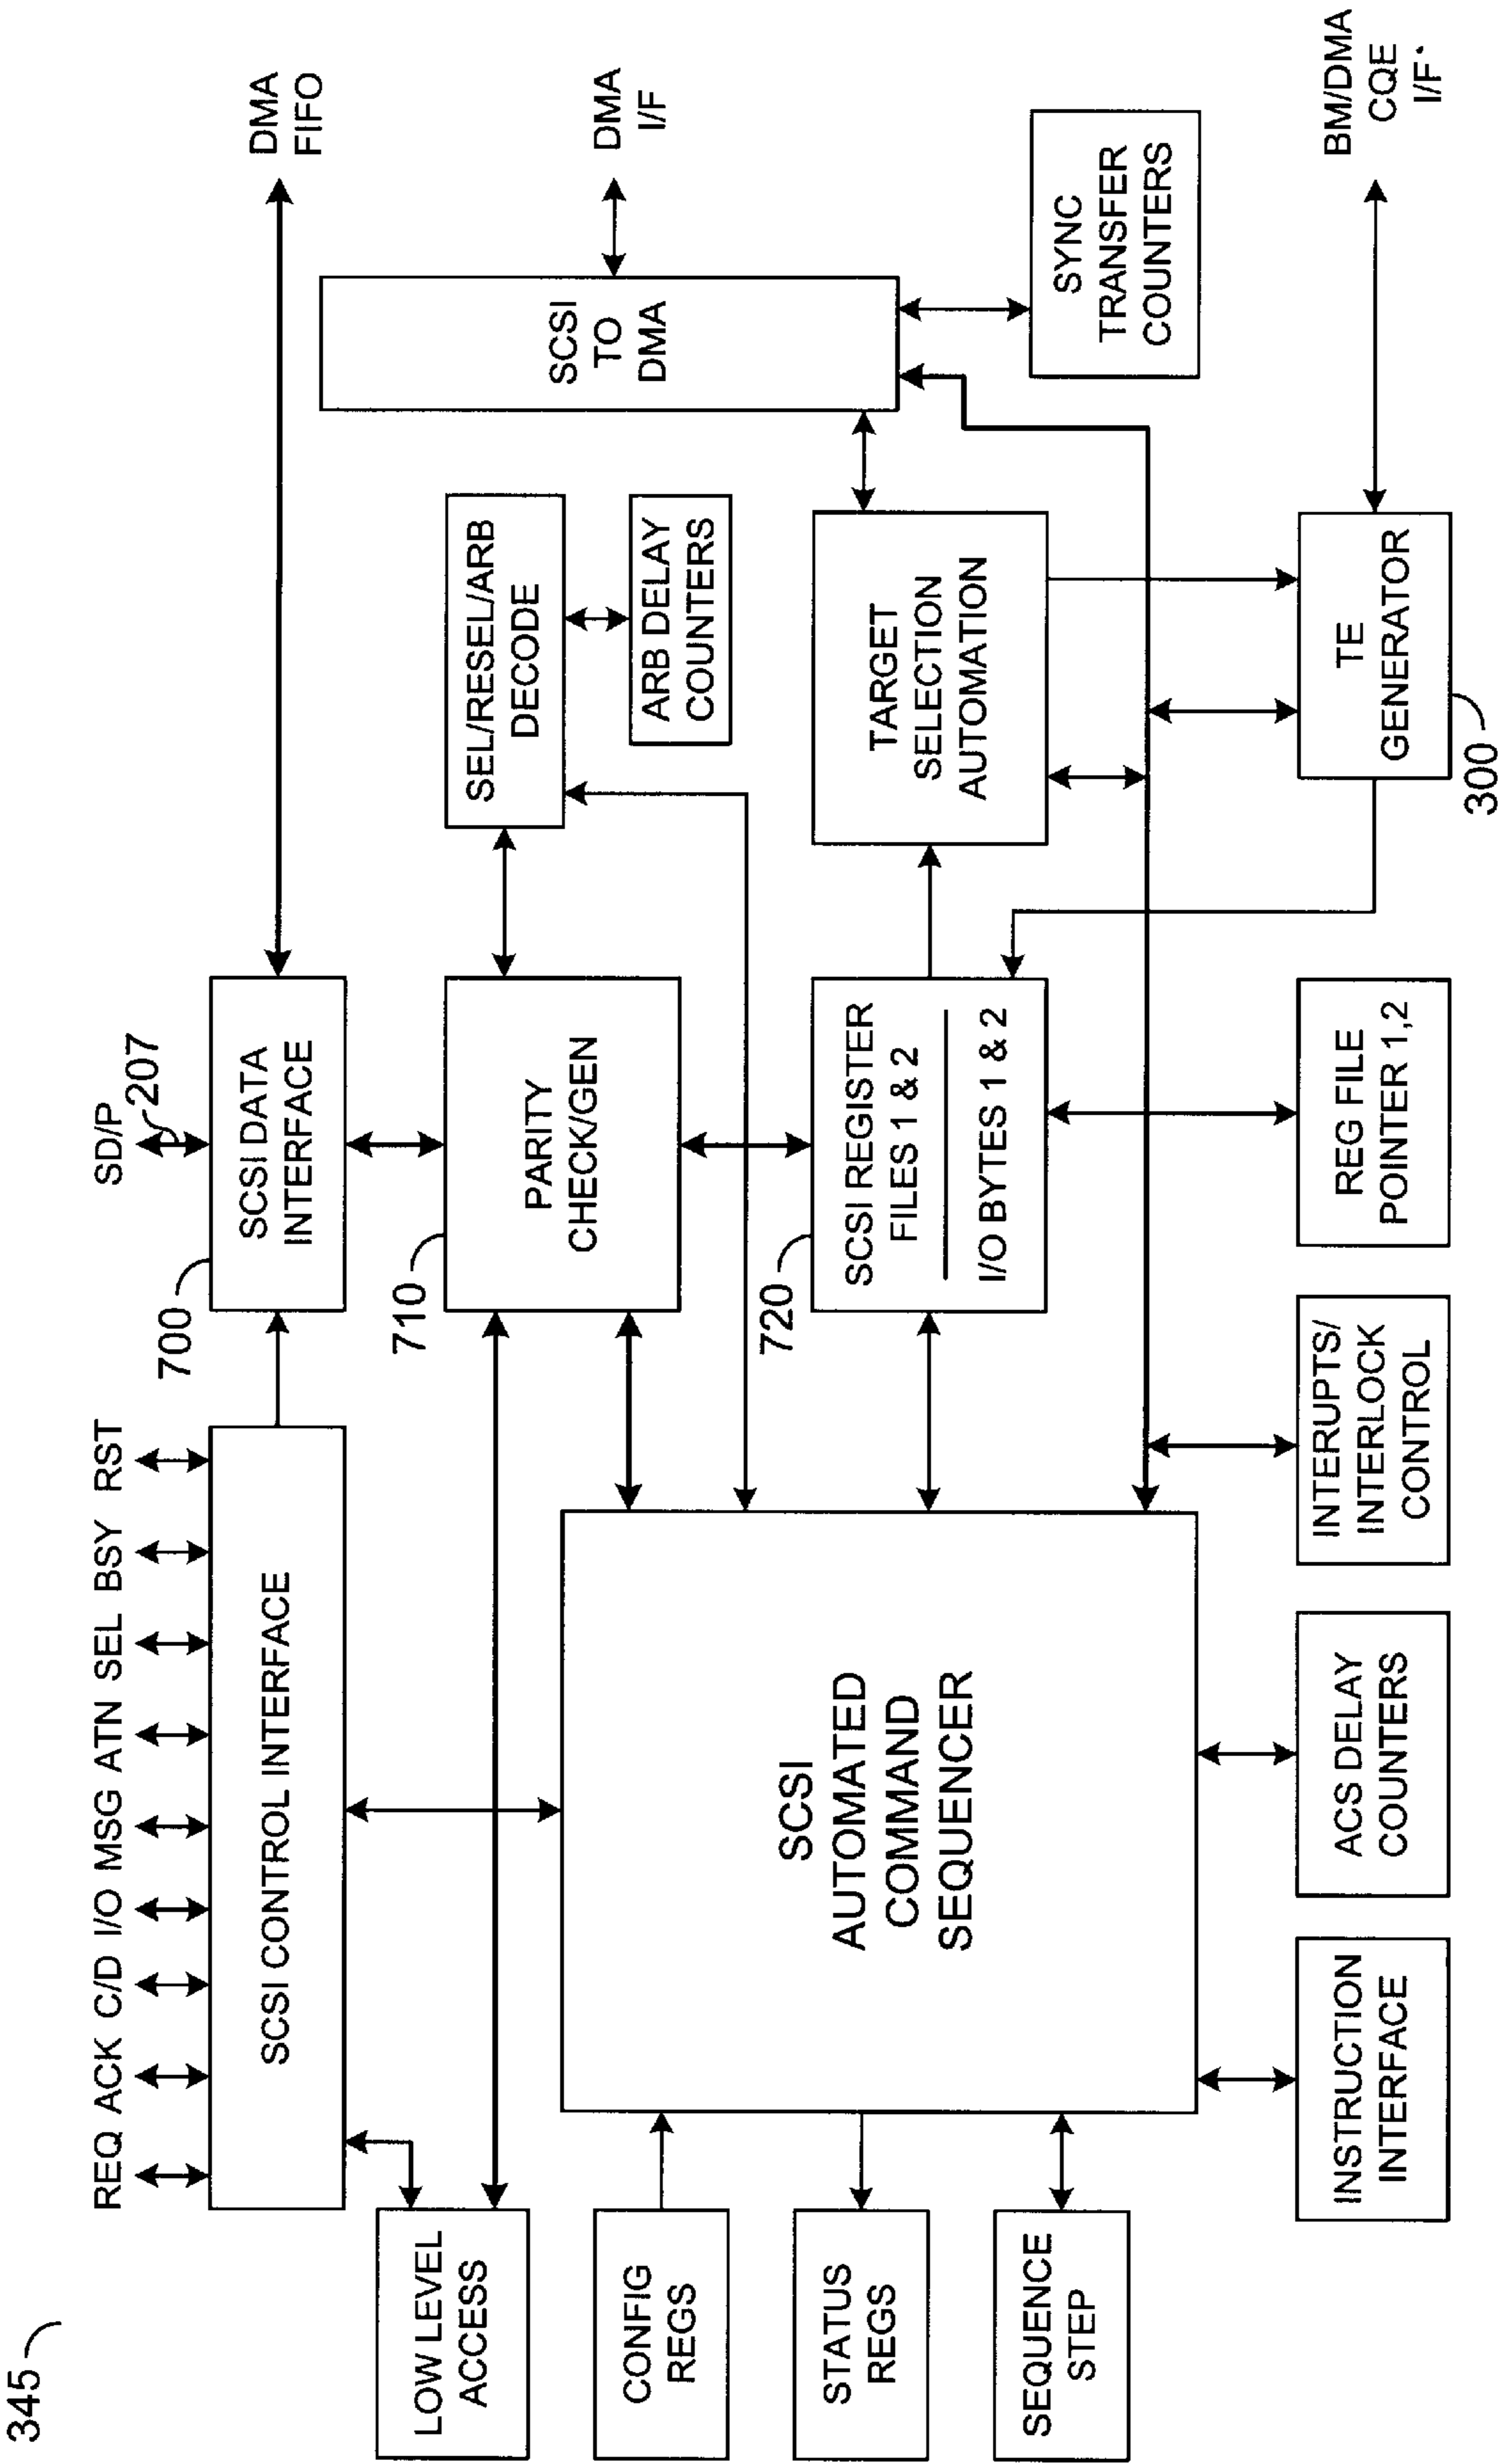 345
REQ ACK C/D I/O MSG ATN SEL BSY RST
SD/P
207
700
SCSI CONTROL INTERFACE
SCSI DATA
INTERFACE
DMA
FIFO
LOW LEVEL
ACCESS
710
PARITY
CHECK/GEN
SEL/RESEL/ARB
DECODE
ARB DELAY
COUNTERS
SCSI
TO
DMA
DMA
I/F
CONFIG
REGS
STATUS
REGS
SEQUENCE
STEP
SCSI
AUTOMATED
COMMAND
SEQUENCER
720
SCSI REGISTER
FILES 1 & 2
I/O BYTES 1 & 2
TARGET
SELECTION
AUTOMATION
SYNC
TRANSFER
COUNTERS
INSTRUCTION
INTERFACE
ACS DELAY
COUNTERS
INTERRUPTS/
INTERLOCK
CONTROL
REG FILE
POINTER 1,2
TE
GENERATOR
300
BM/DMA
CQE
I/F